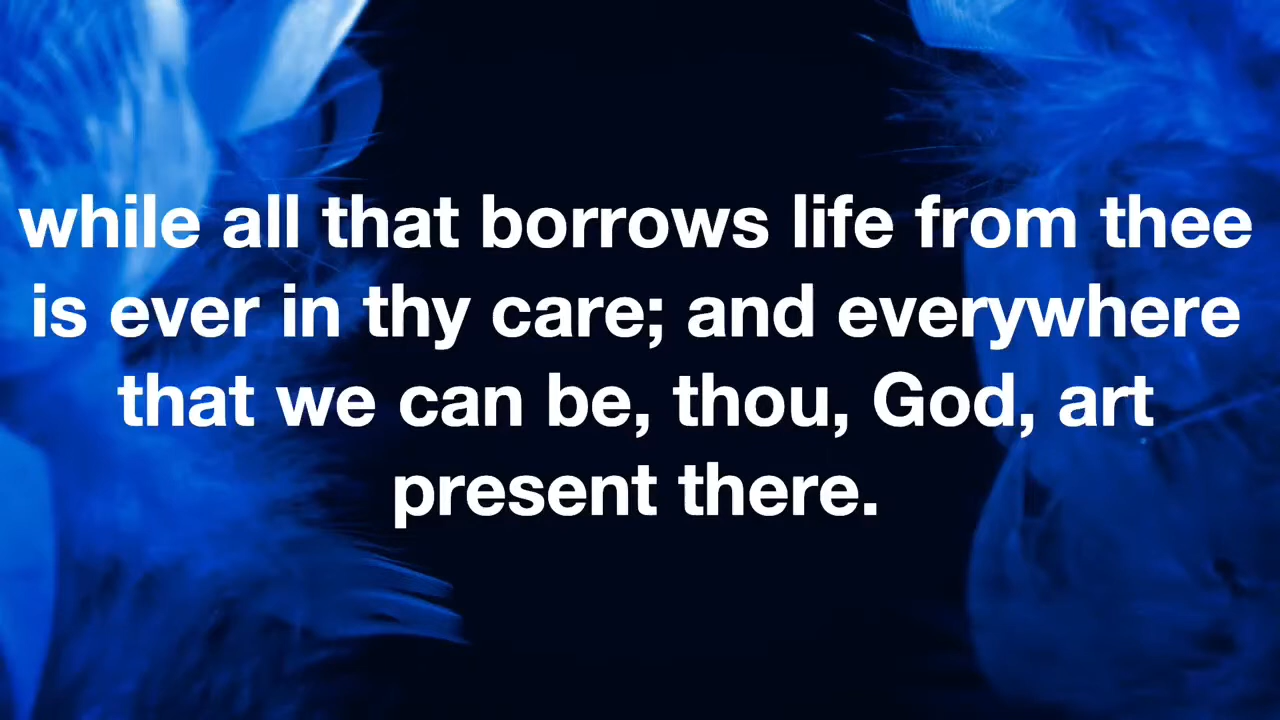 while all that borrows life from thee
is ever in thy care; and everywhere
that we can be, thou, God, art
present there.